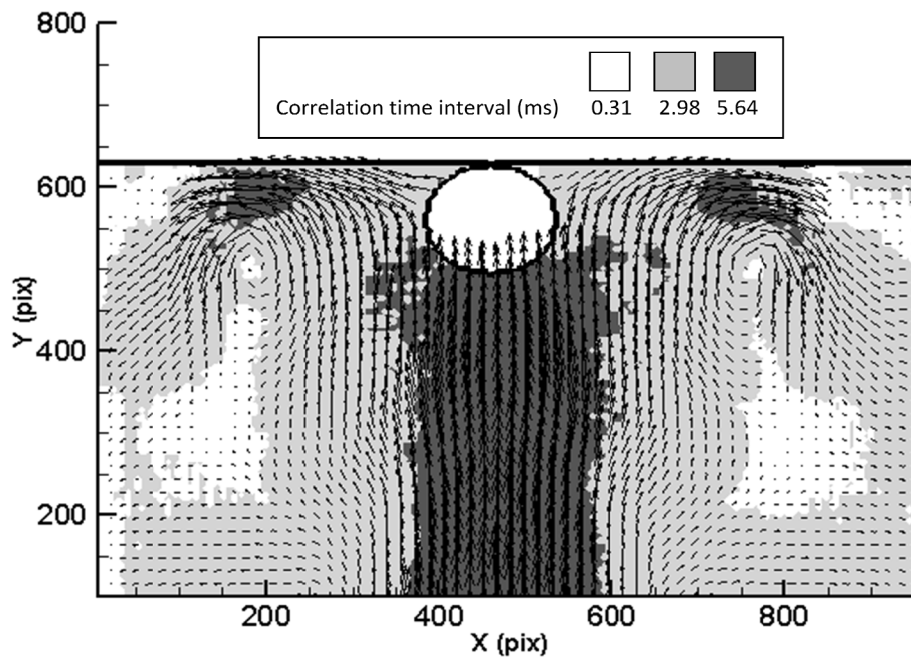 800
Correlation time interval (ms) 0.31 2.98 5.64
600
400
200
Y (pix)
200 400 600 800
X (pix)